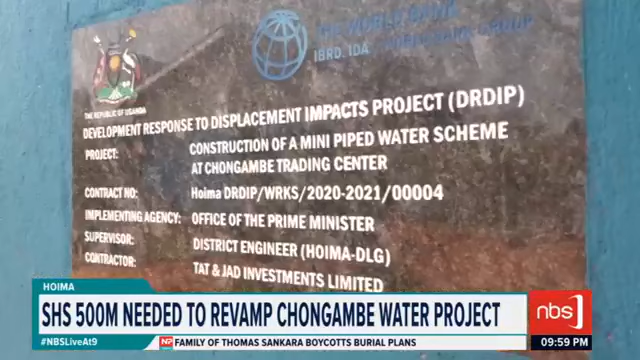 THE WORLD BANK
IBRD. IDA WORLD BANK GROUP
THE REPUBLIC OF UGANDA
DEVELOPMENT RESPONSE TO DISPLACEMENT IMPACTS PROJECT (DRDIP)
PROJECT: CONSTRUCTION OF A MINI PIPED WATER SCHEME
AT CHONGAMBE TRADING CENTER
CONTRACT NO: Hoima DRDIP/WRKS/2020-2021/00004
IMPLEMENTING AGENCY: OFFICE OF THE PRIME MINISTER
SUPERVISOR: DISTRICT ENGINEER (HOIMA-DLG)
CONTRACTOR: TAT & JAD INVESTMENTS LIMITED
HOIMA
SHS 500M NEEDED TO REVAMP CHONGAMBE WATER PROJECT
nbs
#NBSLiveAt9 FAMILY OF THOMAS SANKARA BOYCOTTS BURIAL PLANS 09:59 PM